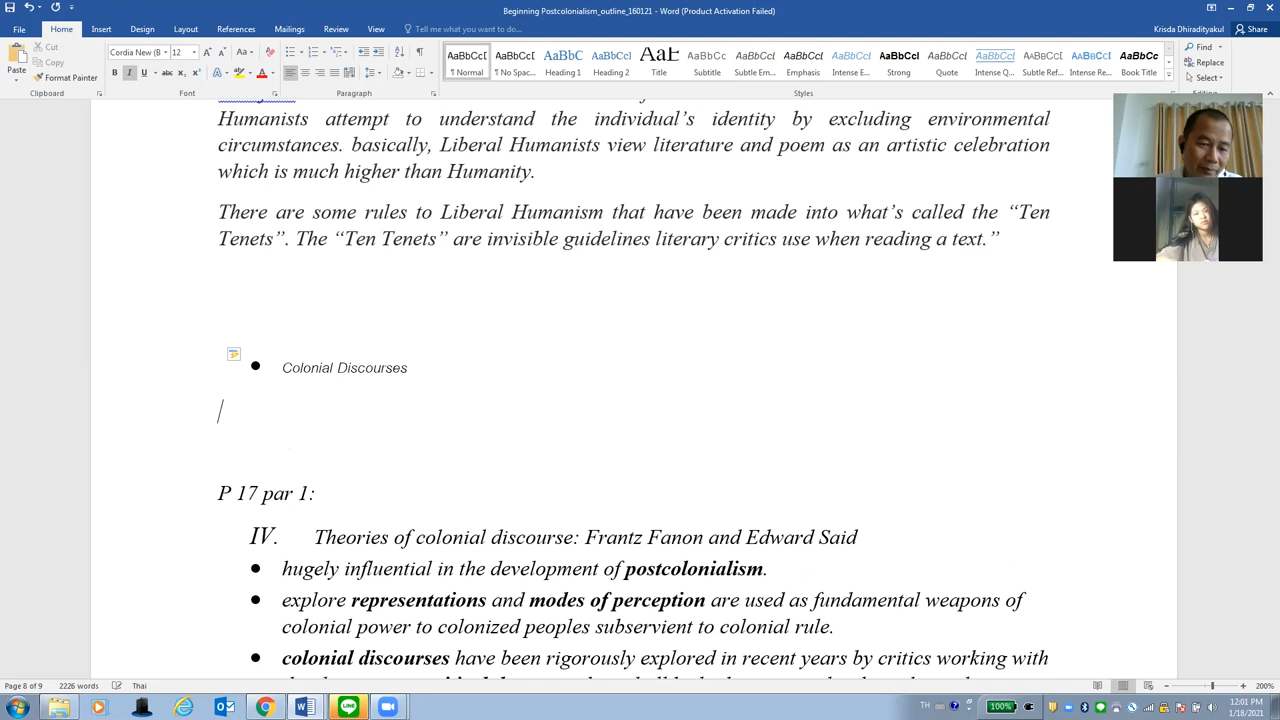 Beginning Postcolonialism_outline_160121 - Word (Product Activation Failed)
File Home Insert Design Layout References Mailings Review View Tell me what you want to do... Krisda Dhiradityakul Share
Cut
Copy
Format Painter
Paste
Clipboard
Cordia New (B 12
Font
Paragraph
AaBbCcI AaBbCcI AaBbC AaBbCcl AaB AaBbCc AaBbCcI AaBbCcI AaBbCcI AaBbCcI AaBbCcI AaBbCcI AABBCCI AABBCCI AaBbCc
¶ Normal ¶ No Spac... Heading 1 Heading 2 Title Subtitle Subtle Em... Emphasis Intense E... Strong Quote Intense Q... Subtle Ref... Intense Re... Book Title
Styles
Find
Replace
Select
Editing
Humanists attempt to understand the individual’s identity by excluding environmental
circumstances. basically, Liberal Humanists view literature and poem as an artistic celebration
which is much higher than Humanity.
There are some rules to Liberal Humanism that have been made into what’s called the “Ten
Tenets”. The “Ten Tenets” are invisible guidelines literary critics use when reading a text.”
● Colonial Discourses
P 17 par 1:
IV. Theories of colonial discourse: Frantz Fanon and Edward Said
● hugely influential in the development of postcolonialism.
● explore representations and modes of perception are used as fundamental weapons of
colonial power to colonized peoples subservient to colonial rule.
● colonial discourses have been rigorously explored in recent years by critics working with
Page 8 of 9 2226 words Thai 200%
TH 100% 12:01 PM
1/18/2021